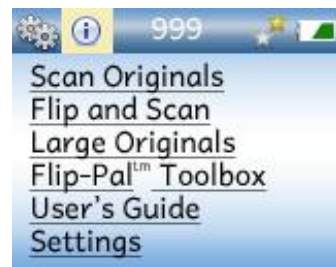 999
Scan Originals
Flip and Scan
Large Originals
Flip-Pal™ Toolbox
User's Guide
Settings